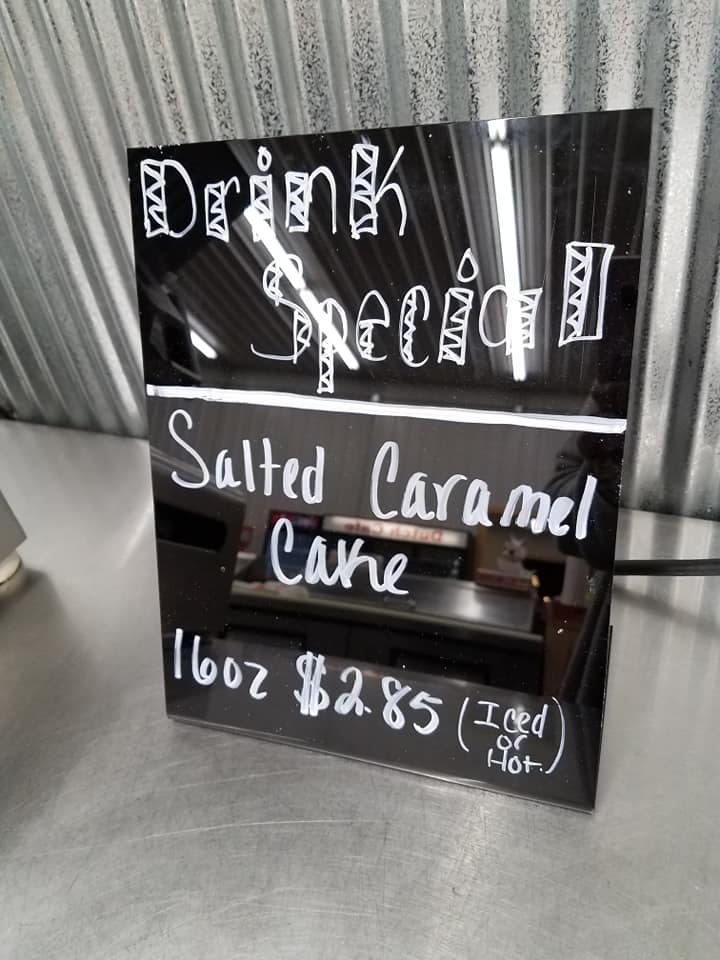 Drink
Special
Salted Caramel
Cake
16oz $2.85 (Iced
or
Hot.)